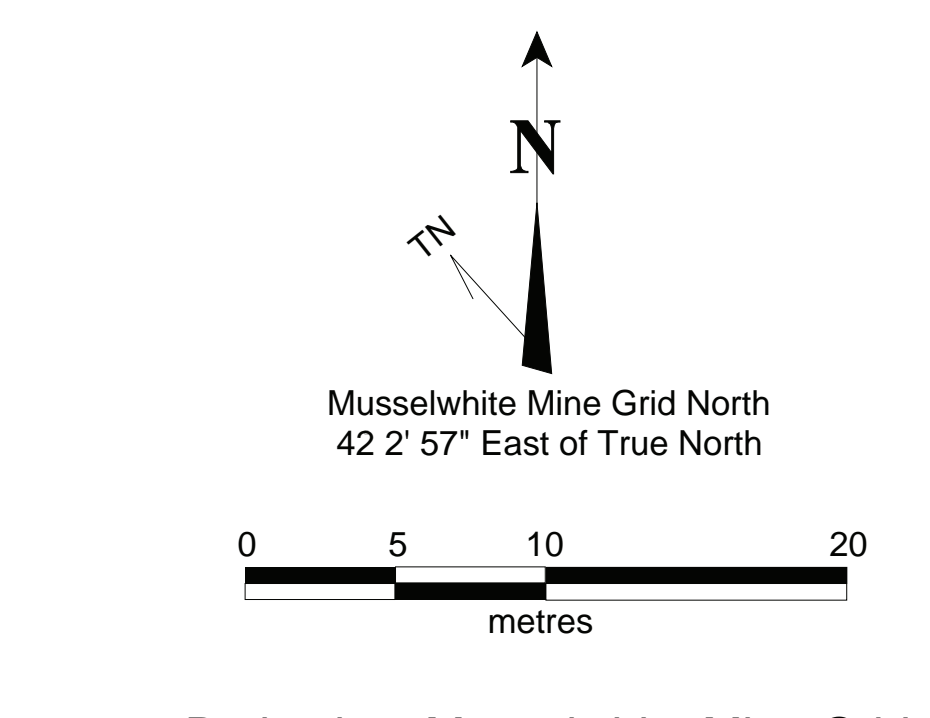 N
TN
Musselwhite Mine Grid North
42 2' 57" East of True North
0 5 10 20
metres